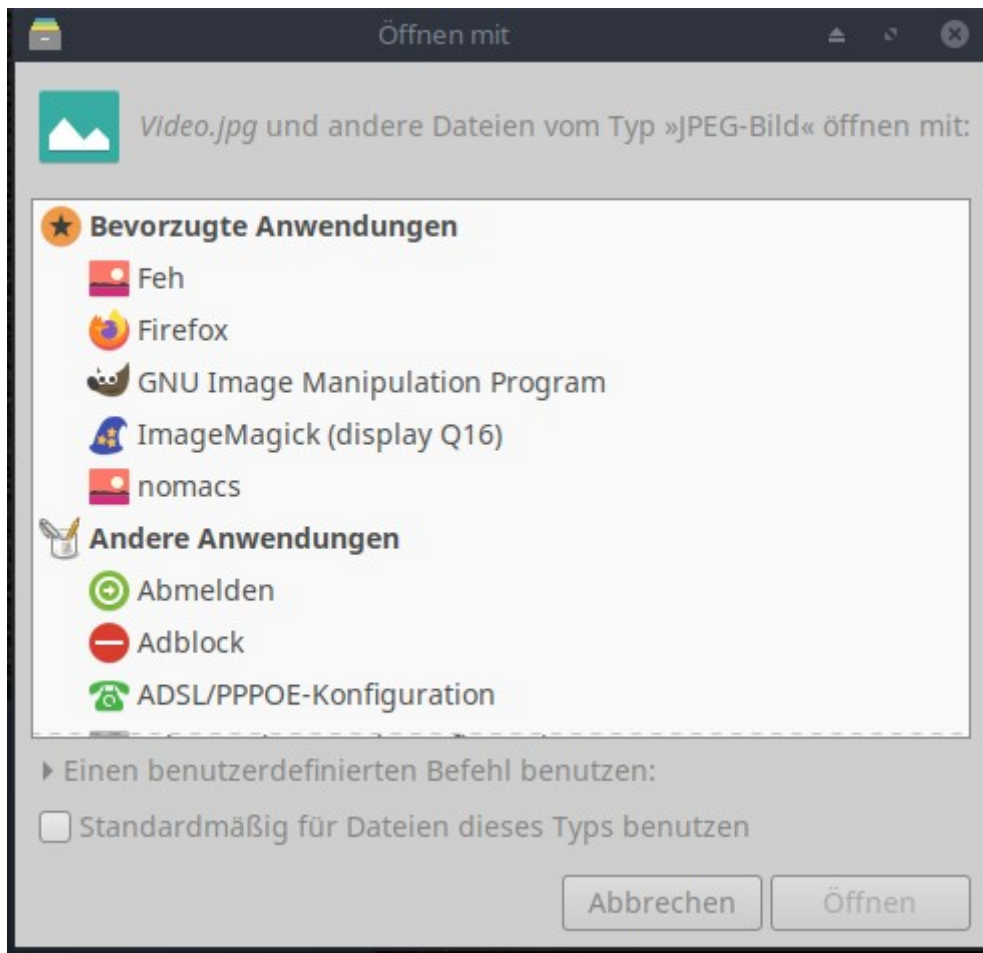 Öffnen mit
Video.jpg und andere Dateien vom Typ »JPEG-Bild« öffnen mit:
Bevorzugte Anwendungen
Feh
Firefox
GNU Image Manipulation Program
ImageMagick (display Q16)
nomacs
Andere Anwendungen
Abmelden
Adblock
ADSL/PPPOE-Konfiguration
Einen benutzerdefinierten Befehl benutzen:
Standardmäßig für Dateien dieses Typs benutzen
Abbrechen
Öffnen